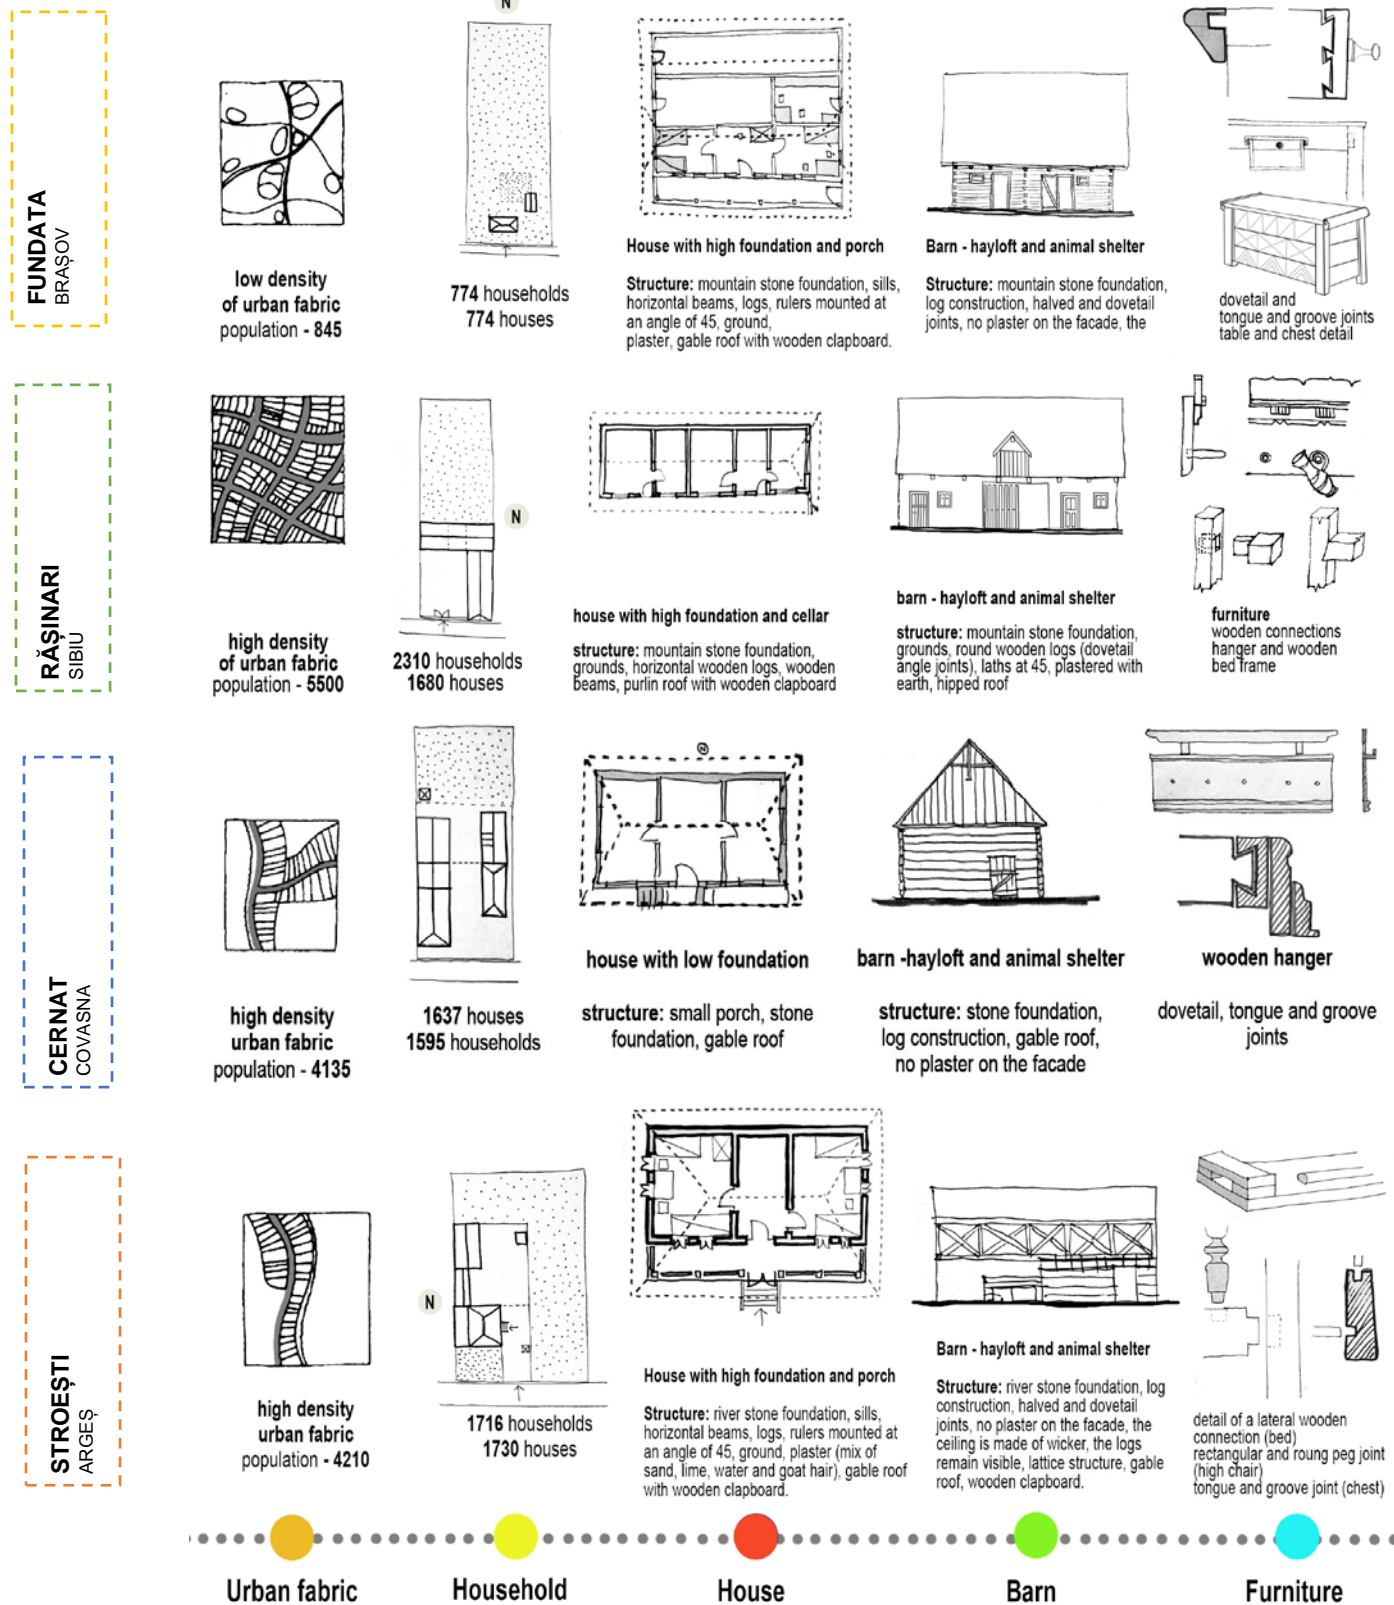 N
FUNDATA
BRAȘOV
low density
of urban fabric
population - 845
774 households
774 houses
House with high foundation and porch
Structure: mountain stone foundation, sills,
horizontal beams, logs, rulers mounted at
an angle of 45, ground,
plaster, gable roof with wooden clapboard.
Barn - hayloft and animal shelter
Structure: mountain stone foundation,
log construction, halved and dovetail
joints, no plaster on the facade, the
dovetail and
tongue and groove joints
table and chest detail
RĂȘINARI
SIBIU
high density
of urban fabric
population - 5500
N
2310 households
1680 houses
house with high foundation and cellar
structure: mountain stone foundation,
grounds, horizontal wooden logs, wooden
beams, purlin roof with wooden clapboard
barn - hayloft and animal shelter
structure: mountain stone foundation,
grounds, round wooden logs (dovetail
angle joints), laths at 45, plastered with
earth, hipped roof
furniture
wooden connections
hanger and wooden
bed frame
CERNAT
COVASNA
high density
urban fabric
population - 4135
1637 houses
1595 households
N
house with low foundation
structure: small porch, stone
foundation, gable roof
barn -hayloft and animal shelter
structure: stone foundation,
log construction, gable roof,
no plaster on the facade
wooden hanger
dovetail, tongue and groove
joints
STROEȘTI
ARGEȘ
high density
urban fabric
population - 4210
N
1716 households
1730 houses
House with high foundation and porch
Structure: river stone foundation, sills,
horizontal beams, logs, rulers mounted at
an angle of 45, ground, plaster (mix of
sand, lime, water and goat hair), gable roof
with wooden clapboard.
Barn - hayloft and animal shelter
Structure: river stone foundation, log
construction, halved and dovetail
joints, no plaster on the facade, the
ceiling is made of wicker, the logs
remain visible, lattice structure, gable
roof, wooden clapboard.
detail of a lateral wooden
connection (bed)
rectangular and roung peg joint
(high chair)
tongue and groove joint (chest)
Urban fabric
Household
House
Barn
Furniture